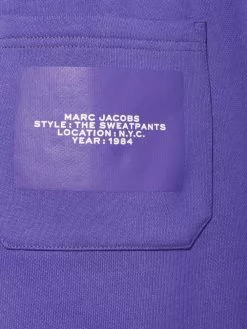 MARC JACOBS
STYLE : THE SWEATPANTS
LOCATION : N.Y.C.
YEAR : 1984